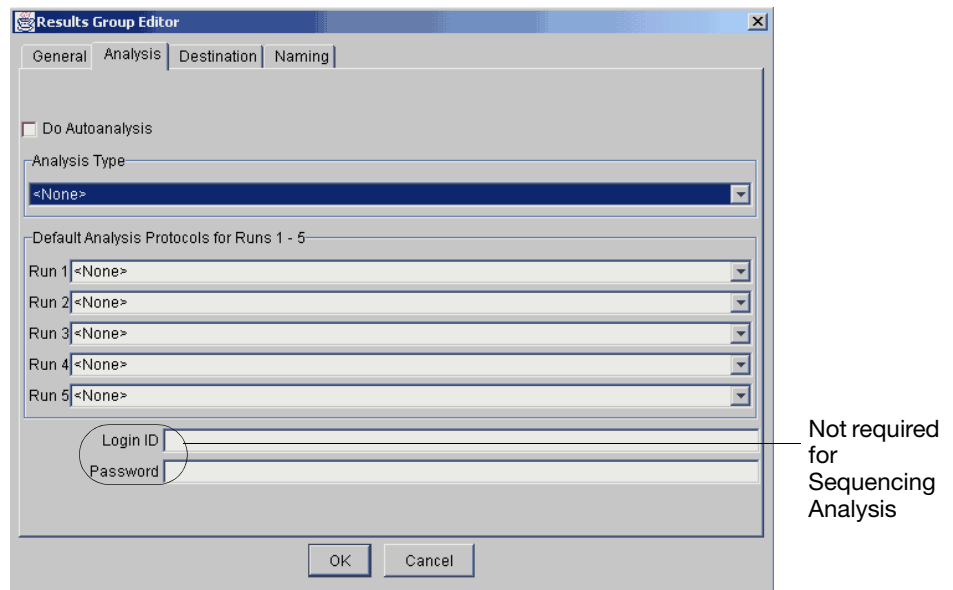 Results Group Editor
General Analysis Destination Naming
Do Autoanalysis
Analysis Type
<None>
Default Analysis Protocols for Runs 1 - 5
Run 1 <None>
Run 2 <None>
Run 3 <None>
Run 4 <None>
Run 5 <None>
Login ID
Password
Not required
for
Sequencing
Analysis
OK Cancel